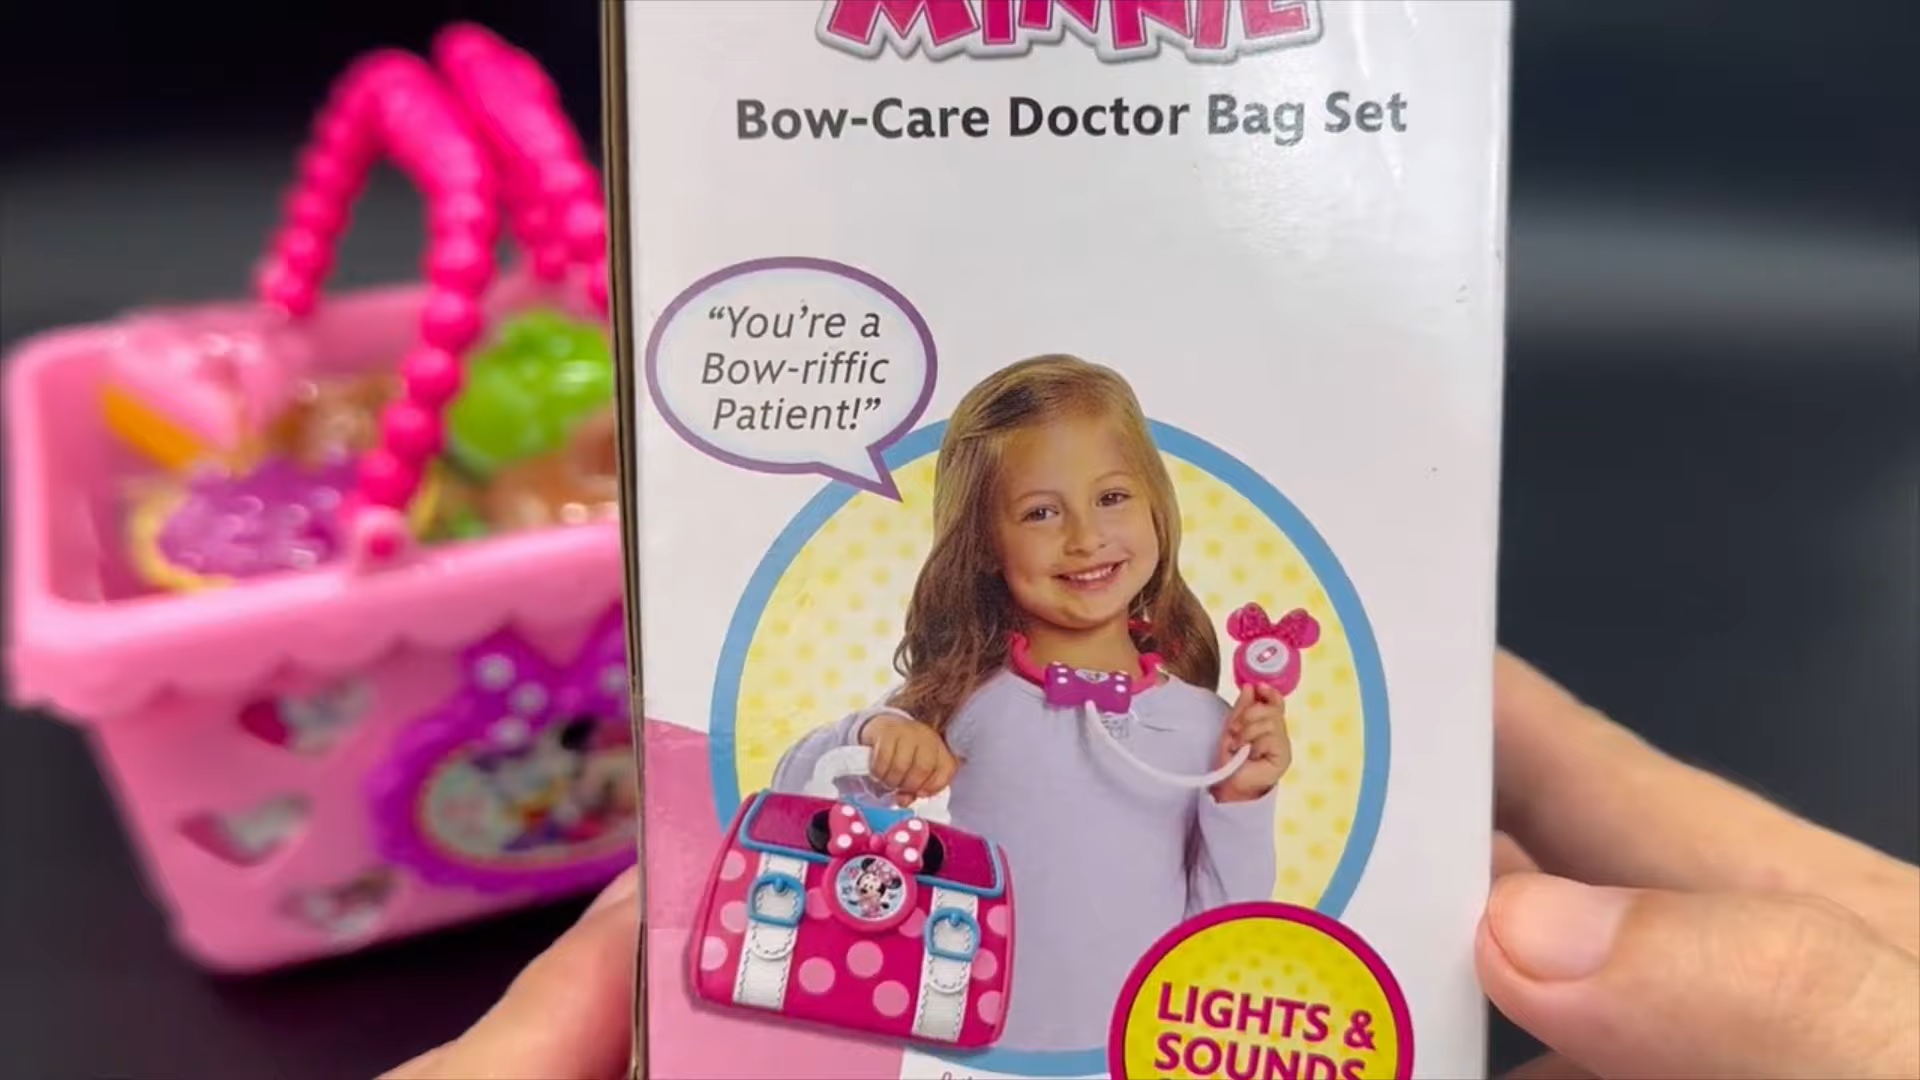 MINNIE
Bow-Care Doctor Bag Set
“You’re a
Bow-riffic
Patient!”
LIGHTS &
SOUNDS